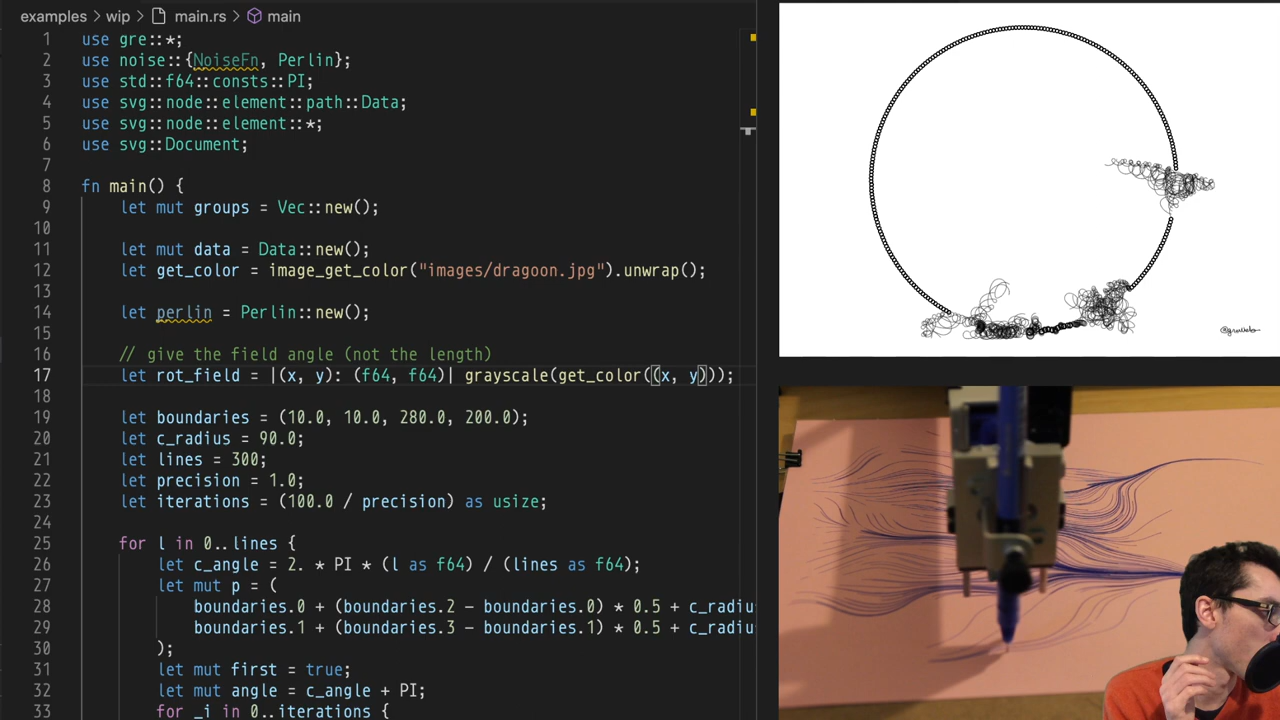 examples > wip > main.rs > main
1 use gre::*;
2 use noise::{NoiseFn, Perlin};
3 use std::f64::consts::PI;
4 use svg::node::element::path::Data;
5 use svg::node::element::*;
6 use svg::Document;
7
8 fn main() {
9 let mut groups = Vec::new();
10
11 let mut data = Data::new();
12 let get_color = image_get_color("images/dragoon.jpg").unwrap();
13
14 let perlin = Perlin::new();
15
16 // give the field angle (not the length)
17 let rot_field = |(x, y): (f64, f64)| grayscale(get_color((x, y)));
18
19 let boundaries = (10.0, 10.0, 280.0, 200.0);
20 let c_radius = 90.0;
21 let lines = 300;
22 let precision = 1.0;
23 let iterations = (100.0 / precision) as usize;
24
25 for l in 0..lines {
26 let c_angle = 2. * PI * (l as f64) / (lines as f64);
27 let mut p = (
28 boundaries.0 + (boundaries.2 - boundaries.0) * 0.5 + c_radiu
29 boundaries.1 + (boundaries.3 - boundaries.1) * 0.5 + c_radiu
30 );
31 let mut first = true;
32 let mut angle = c_angle + PI;
33 for _i in 0..iterations {